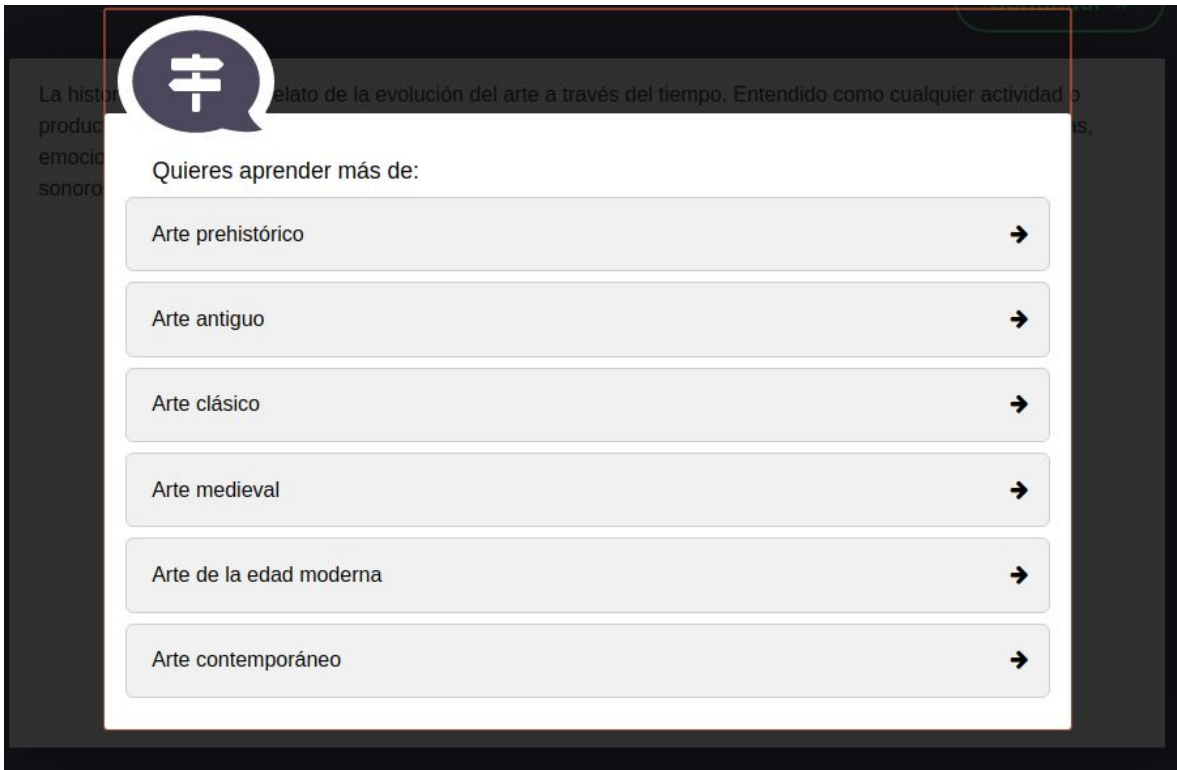 La histor elato de la evolución del arte a través del tiempo. Entendido como cualquier actividad o
produc as,
emocio
sonoro
Quieres aprender más de:
Arte prehistórico
Arte antiguo
Arte clásico
Arte medieval
Arte de la edad moderna
Arte contemporáneo